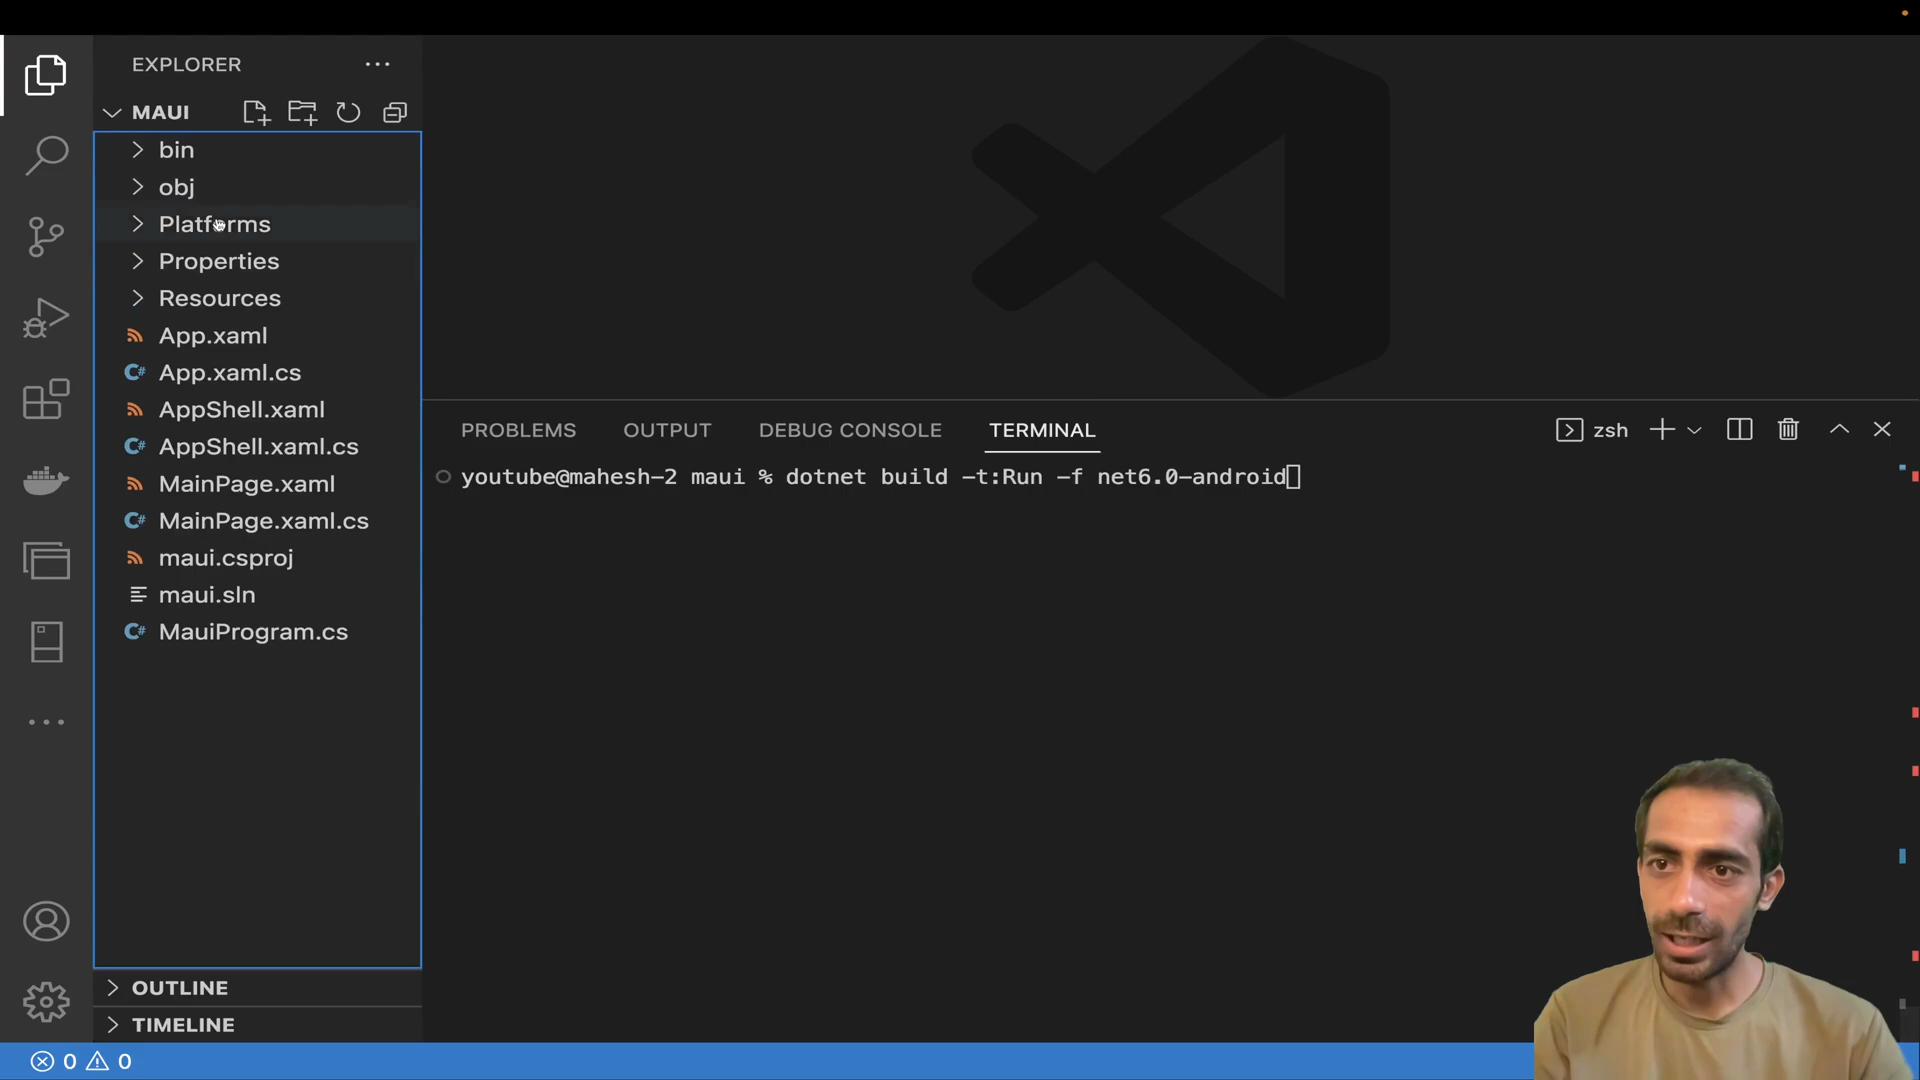 EXPLORER
MAUI
bin
obj
Platforms
Properties
Resources
App.xaml
C# App.xaml.cs
AppShell.xaml
C# AppShell.xaml.cs
MainPage.xaml
C# MainPage.xaml.cs
maui.csproj
maui.sln
C# MauiProgram.cs
OUTLINE
TIMELINE
PROBLEMS OUTPUT DEBUG CONSOLE TERMINAL zsh
youtube@mahesh-2 maui % dotnet build -t:Run -f net6.0-android
0 0